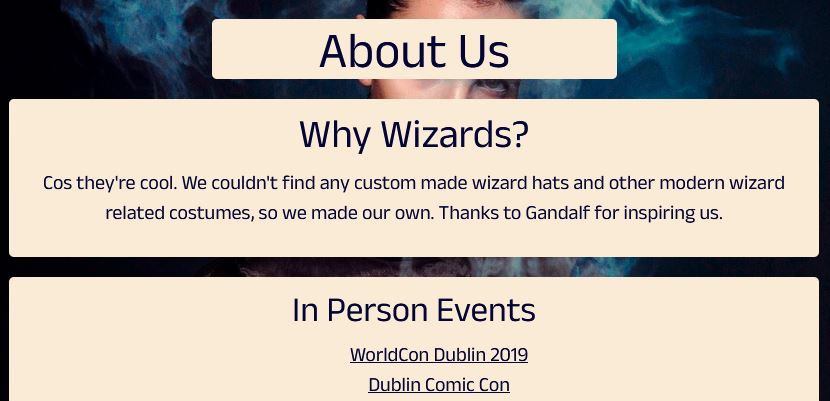 About Us
Why Wizards?
Cos they're cool. We couldn't find any custom made wizard hats and other modern wizard
related costumes, so we made our own. Thanks to Gandalf for inspiring us.
In Person Events
WorldCon Dublin 2019
Dublin Comic Con